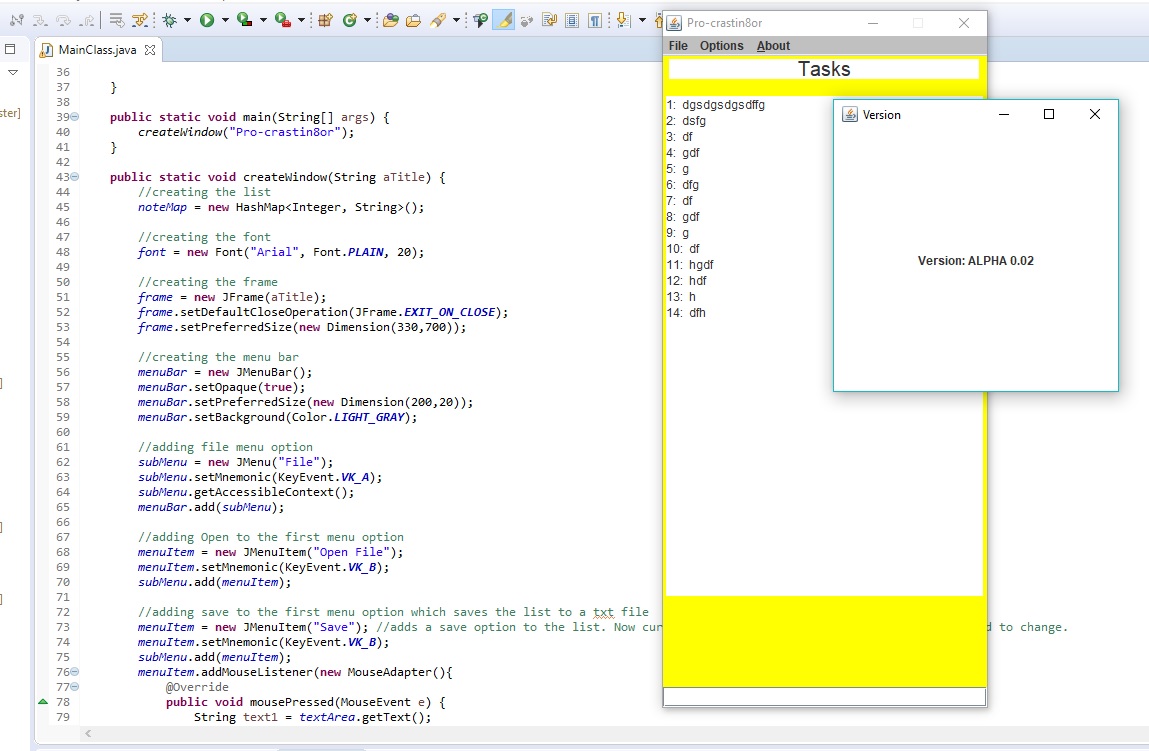 MainClass.java
ster]
]
]
]
36
37 }
38
39 public static void main(String[] args) {
40 createWindow("Pro-crastin8or");
41 }
42
43 public static void createWindow(String aTitle) {
44 //creating the list
45 noteMap = new HashMap<Integer, String>();
46
47 //creating the font
48 font = new Font("Arial", Font.PLAIN, 20);
49
50 //creating the frame
51 frame = new JFrame(aTitle);
52 frame.setDefaultCloseOperation(JFrame.EXIT_ON_CLOSE);
53 frame.setPreferredSize(new Dimension(330,700));
54
55 //creating the menu bar
56 menuBar = new JMenuBar();
57 menuBar.setOpaque(true);
58 menuBar.setPreferredSize(new Dimension(200,20));
59 menuBar.setBackground(Color.LIGHT_GRAY);
60
61 //adding file menu option
62 subMenu = new JMenu("File");
63 subMenu.setMnemonic(KeyEvent.VK_A);
64 subMenu.getAccessibleContext();
65 menuBar.add(subMenu);
66
67 //adding Open to the first menu option
68 menuItem = new JMenuItem("Open File");
69 menuItem.setMnemonic(KeyEvent.VK_B);
70 subMenu.add(menuItem);
71
72 //adding save to the first menu option which saves the list to a txt file
73 menuItem = new JMenuItem("Save"); //adds a save option to the list. Now cur d to change.
74 menuItem.setMnemonic(KeyEvent.VK_B);
75 subMenu.add(menuItem);
76 menuItem.addMouseListener(new MouseAdapter(){
77 @Override
78 public void mousePressed(MouseEvent e) {
79 String text1 = textArea.getText();
Pro-crastin8or
File Options About
Tasks
1: dgsdgsdgsdffg
2: dsfg
3: df
4: gdf
5: g
6: dfg
7: df
8: gdf
9: g
10: df
11: hgdf
12: hdf
13: h
14: dfh
Version
Version: ALPHA 0.02